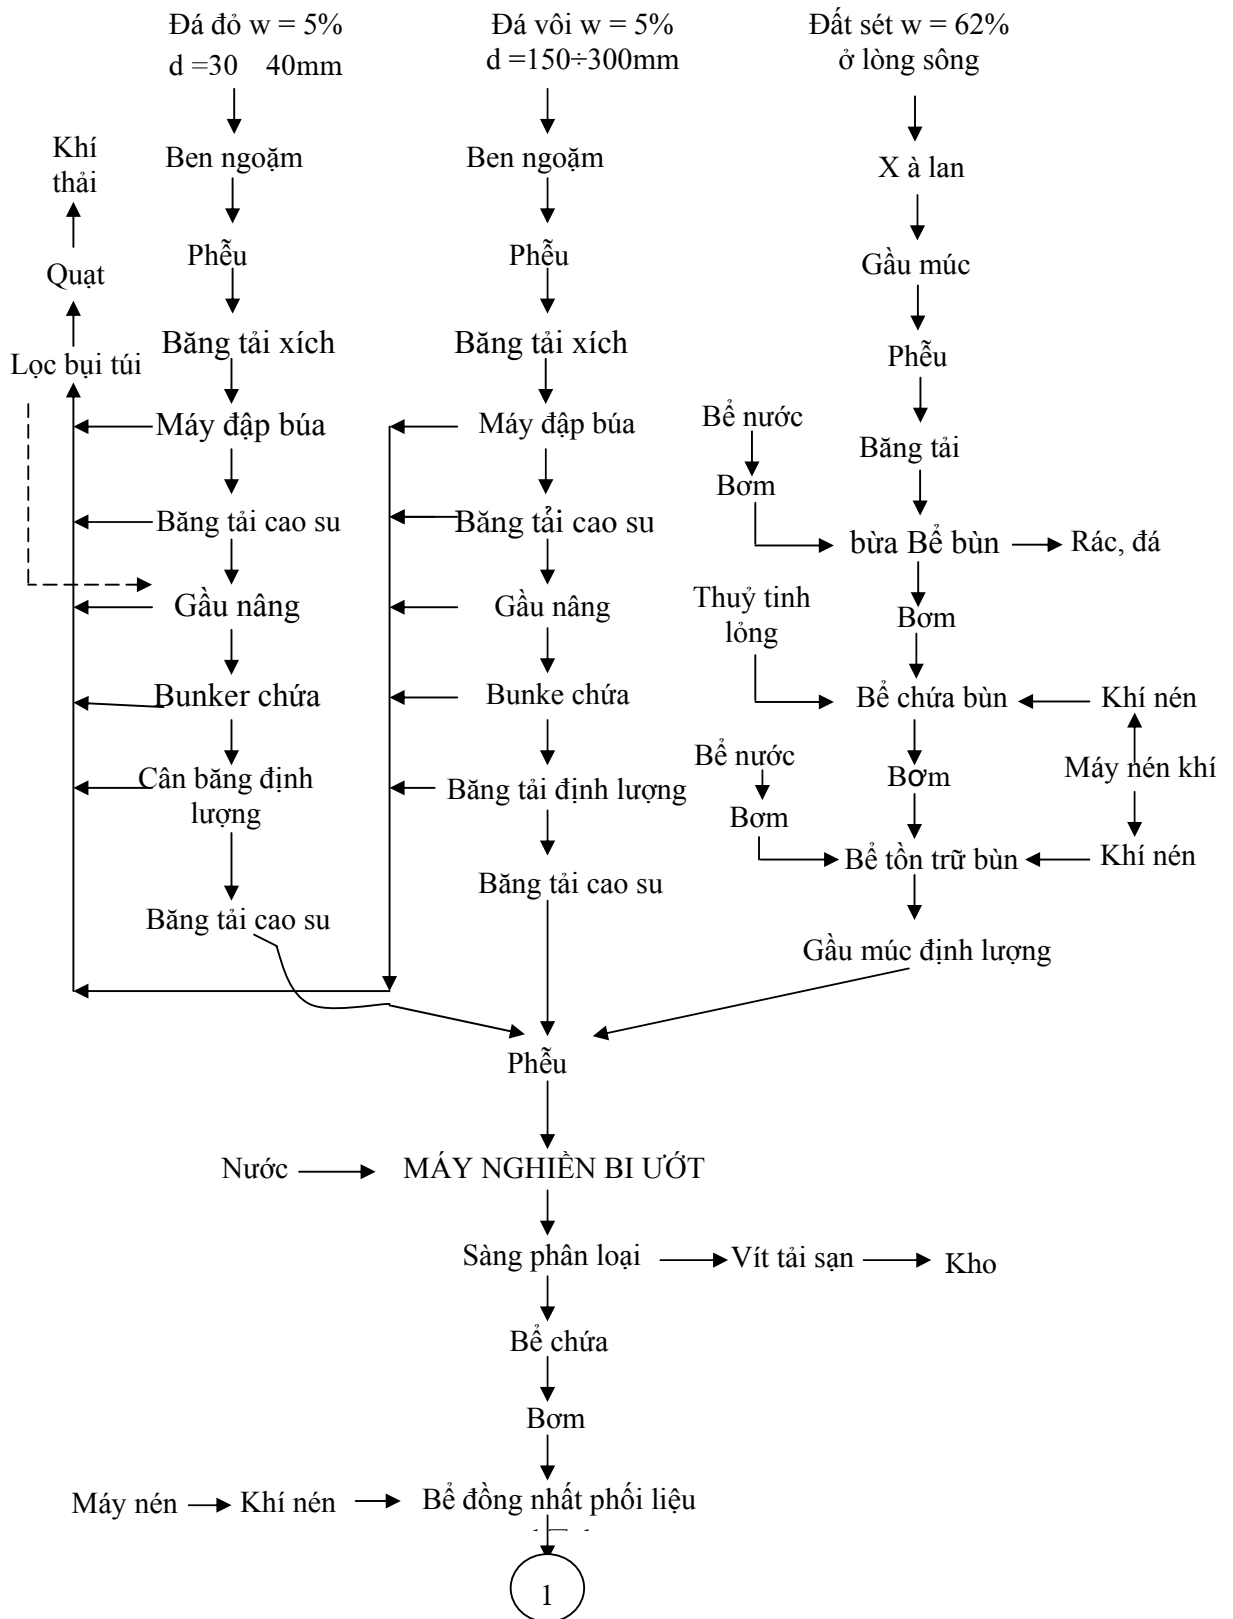 Đá đỏ w = 5%
d =30 40mm
Đá vôi w = 5%
d =150÷300mm
Đất sét w = 62%
ở lòng sông
Khí
thải
Ben ngoặm
Ben ngoặm
X à lan
Phễu
Phễu
Gầu múc
Quạt
Băng tải xích
Băng tải xích
Phễu
Lọc bụi túi
Máy đập búa
Máy đập búa
Bể nước
Băng tải
Bơm
Băng tải cao su
Băng tải cao su
bừa Bể bùn
Rác, đá
Gầu nâng
Gầu nâng
Thuỷ tinh
lỏng
Bơm
Bunker chứa
Bunke chứa
Bể chứa bùn
Khí nén
Bể nước
Cân băng định
lượng
Băng tải định lượng
Bơm
Máy nén khí
Bơm
Bể tồn trữ bùn
Khí nén
Băng tải cao su
Băng tải cao su
Gầu múc định lượng
Phễu
Nước
MÁY NGHIỀN BI ƯỚT
Sàng phân loại
Vít tải sạn
Kho
Bể chứa
Bơm
Máy nén
Khí nén
Bể đồng nhất phối liệu
1